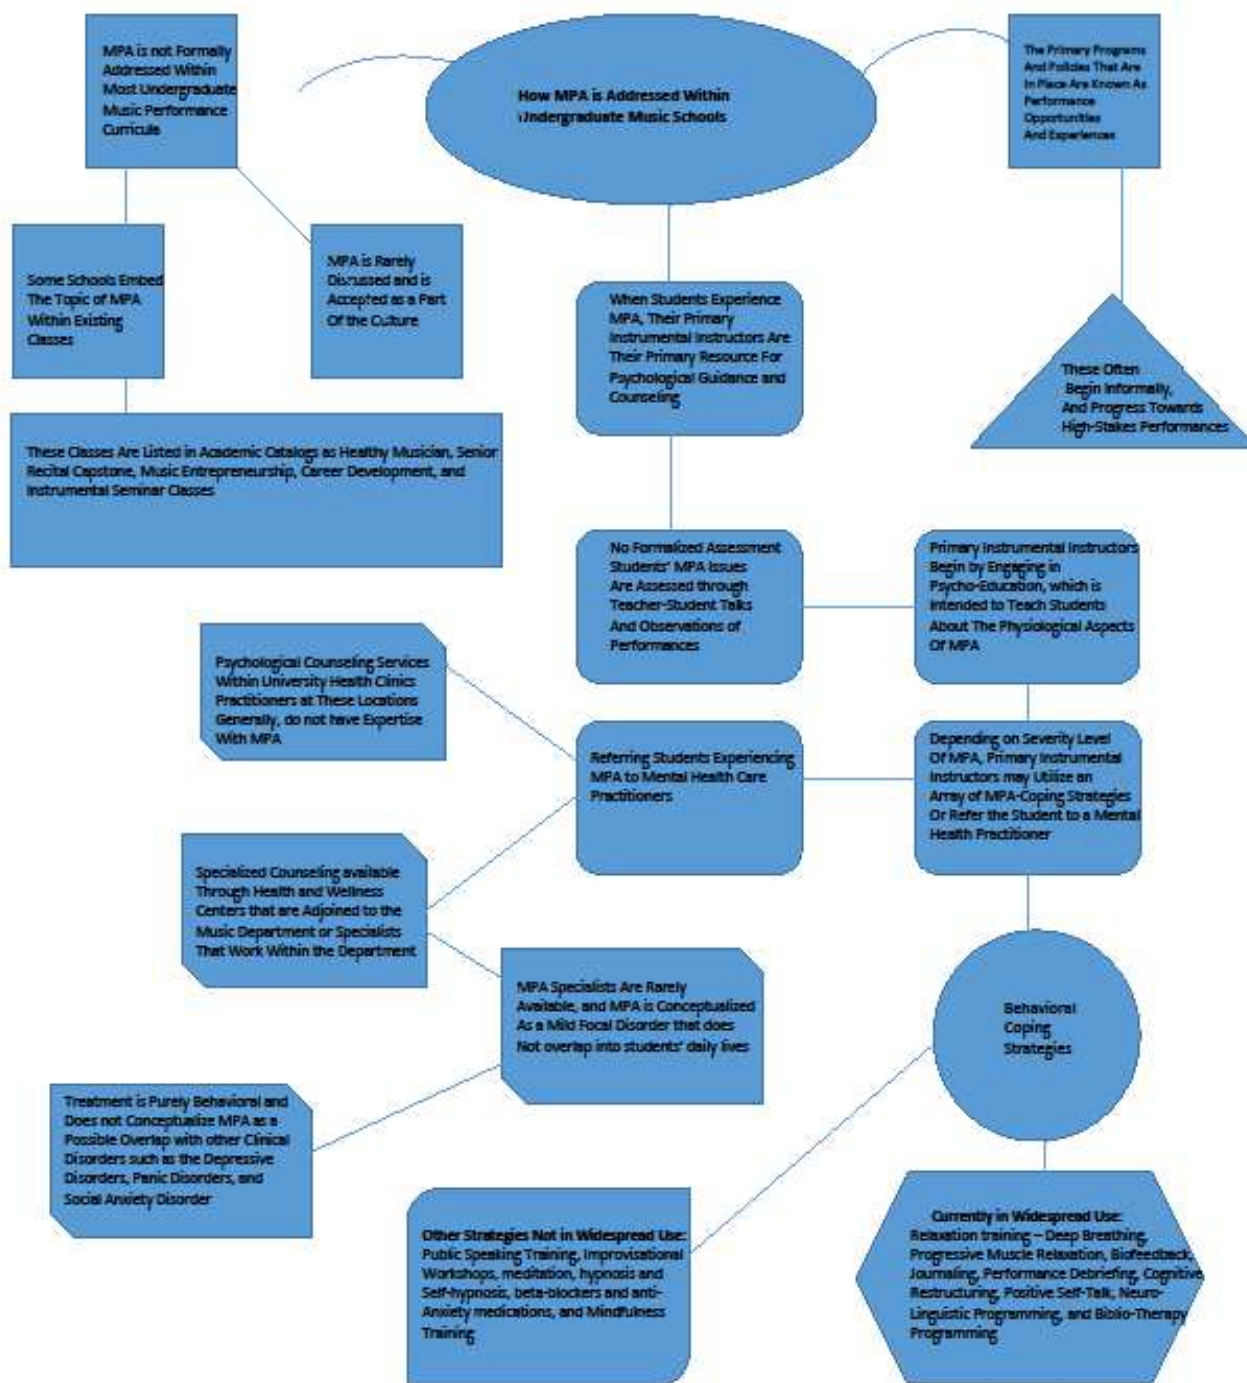 MPA is not Formally
Addressed Within
Most Undergraduate
Music Performance
Curricula
How MPA is Addressed Within
Undergraduate Music Schools
The Primary Programs
And Policies That Are
In Place Are Known As
Performance
Opportunities
And Experiences
Some Schools Embed
The Topic of MPA
Within Existing
Classes
MPA is Rarely
Discussed and is
Accepted as a Part
Of the Culture
When Students Experience
MPA, Their Primary
Instrumental Instructors Are
Their Primary Resource For
Psychological Guidance and
Counseling
These Often
Begin Informally,
And Progress Towards
High-Stakes Performances
These Classes Are Listed in Academic Catalogs as Healthy Musician, Senior
Recital Capstone, Music Entrepreneurship, Career Development, and
Instrumental Seminar Classes
No Formalized Assessment
Students' MPA Issues
Are Assessed through
Teacher-Student Talks
And Observations of
Performances
Primary Instrumental Instructors
Begin by Engaging in
Psycho-Education, which is
Intended to Teach Students
About The Physiological Aspects
Of MPA
Psychological Counseling Services
Within University Health Clinics
Practitioners at These Locations
Generally, do not have Expertise
With MPA
Referring Students Experiencing
MPA to Mental Health Care
Practitioners
Depending on Severity Level
Of MPA, Primary Instrumental
Instructors may Utilize an
Array of MPA-Coping Strategies
Or Refer the Student to a Mental
Health Practitioner
Specialized Counseling available
Through Health and Wellness
Centers that are Adjoined to the
Music Department or Specialists
That Work Within the Department
MPA Specialists Are Rarely
Available, and MPA is Conceptualized
As a Mild Focal Disorder that does
Not overlap into students' daily lives
Behavioral
Coping
Strategies
Treatment is Purely Behavioral and
Does not Conceptualize MPA as a
Possible Overlap with other Clinical
Disorders such as the Depressive
Disorders, Panic Disorders, and
Social Anxiety Disorder
Other Strategies Not in Widespread Use:
Public Speaking Training, Improvisational
Workshops, meditation, hypnosis and
Self-hypnosis, beta-blockers and anti-
Anxiety medications, and Mindfulness
Training
Currently in Widespread Use:
Relaxation training – Deep Breathing,
Progressive Muscle Relaxation, Biofeedback,
Journaling, Performance Debriefing, Cognitive
Restructuring, Positive Self-Talk, Neuro-
Linguistic Programming, and Biblio-Therapy
Programming